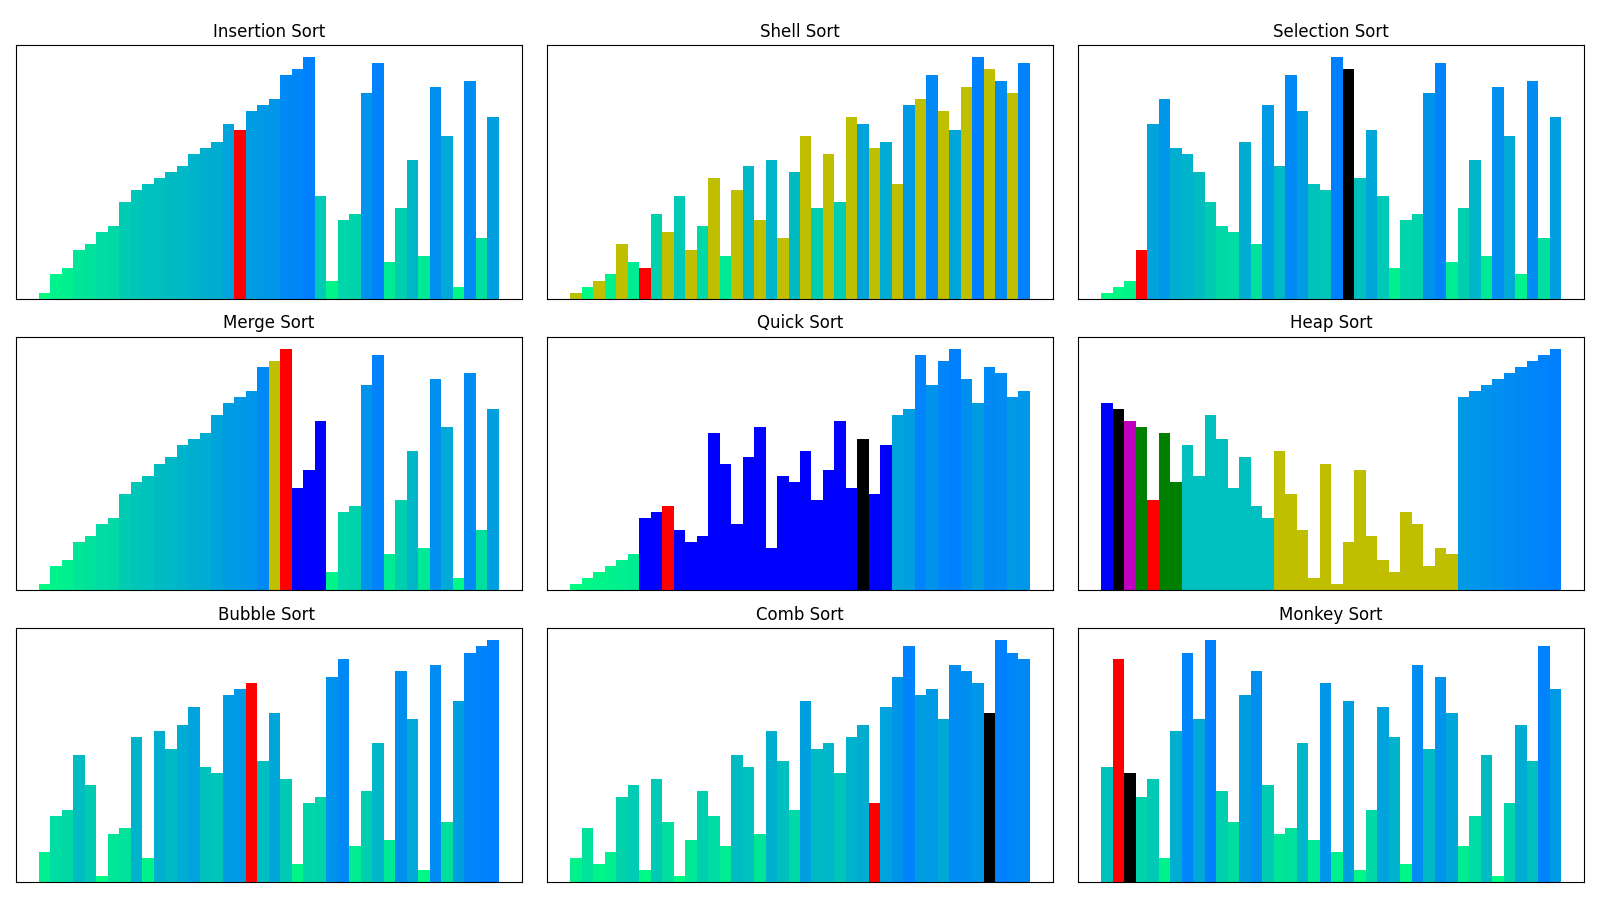 Insertion Sort
Shell Sort
Selection Sort
Merge Sort
Quick Sort
Heap Sort
Bubble Sort
Comb Sort
Monkey Sort